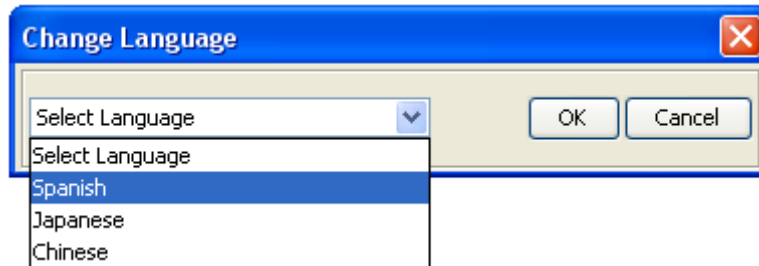 Change Language
Select Language
OK
Cancel
Select Language
Spanish
Japanese
Chinese